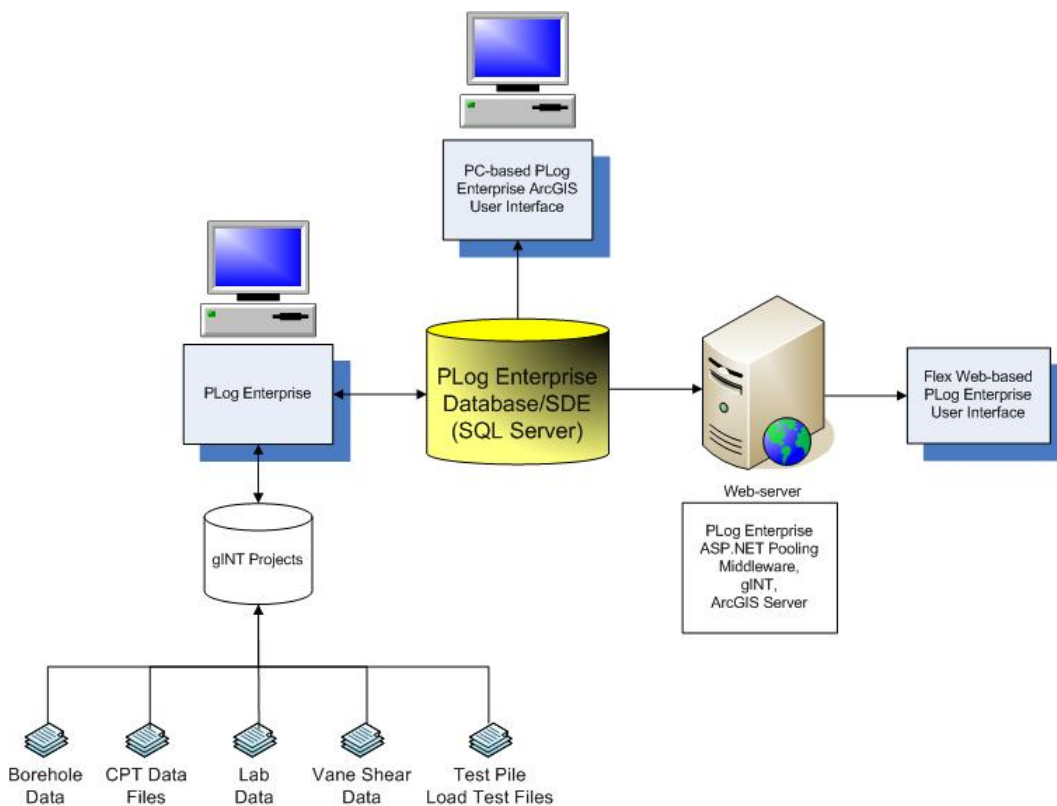 PC-based PLog
Enterprise ArcGIS
User Interface
PLog Enterprise
PLog Enterprise
Database/SDE
(SQL Server)
Flex Web-based
PLog Enterprise
User Interface
Web-server
PLog Enterprise
ASP.NET Pooling
Middleware,
gINT,
ArcGIS Server
gINT Projects
Borehole
Data
CPT Data
Files
Lab
Data
Vane Shear
Data
Test Pile
Load Test Files